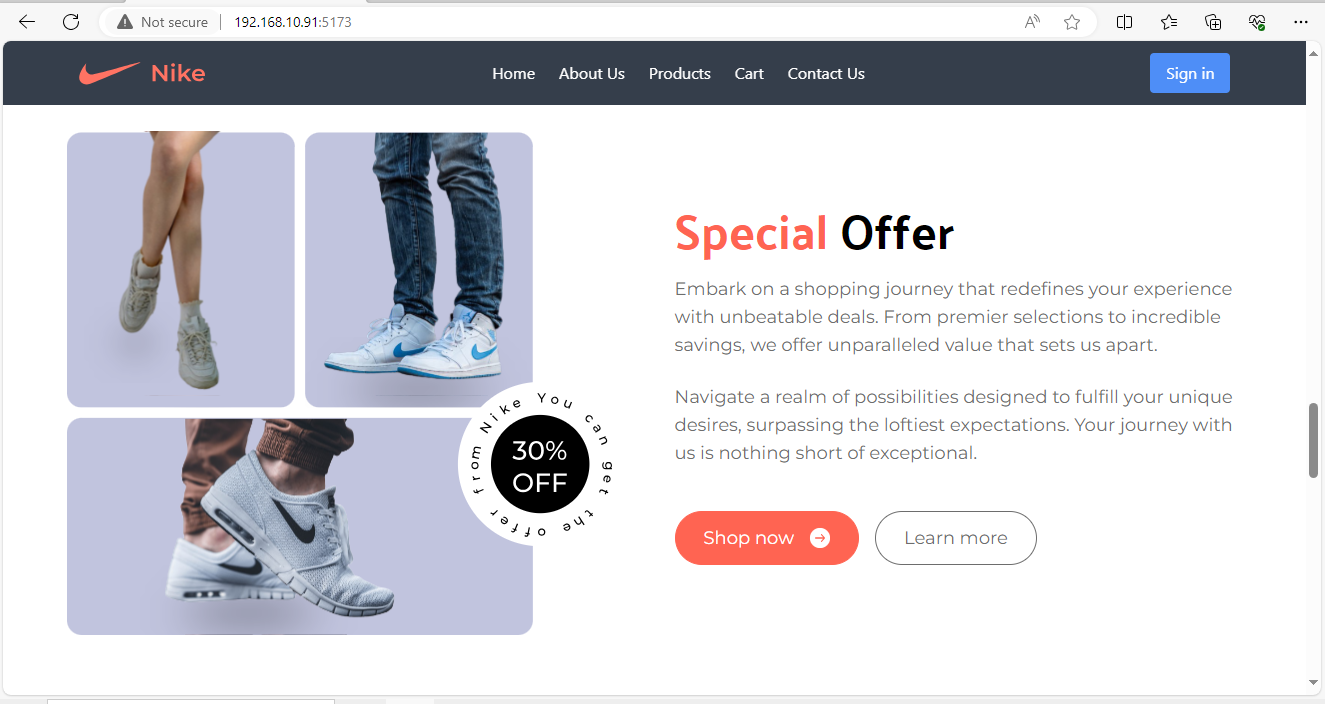 Not secure
192.168.10.91:5173
Nike
Home
About Us
Products
Cart
Contact Us
Sign in
Special Offer
Embark on a shopping journey that redefines your experience
with unbeatable deals. From premier selections to incredible
savings, we offer unparalleled value that sets us apart.
Navigate a realm of possibilities designed to fulfill your unique
desires, surpassing the loftiest expectations. Your journey with
us is nothing short of exceptional.
Shop now
Learn more
You can get the offer from Nike
30%
OFF